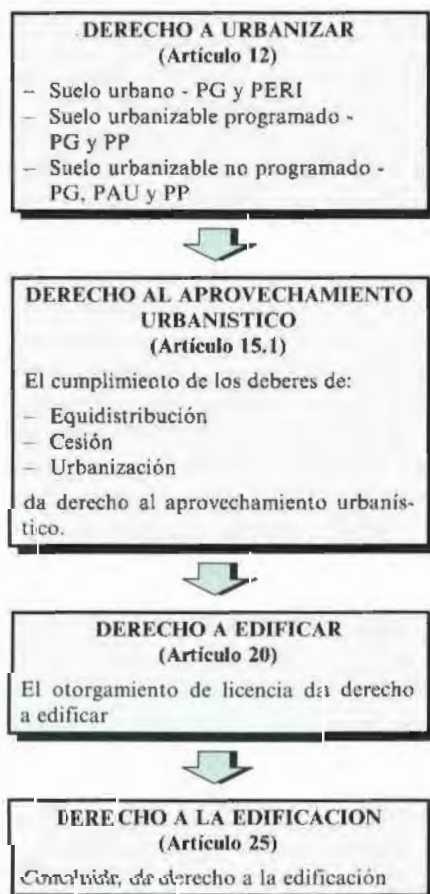 DERECHO A URBANIZAR
(Artículo 12)
– Suelo urbano - PG y PERI
– Suelo urbanizable programado -
PG y PP
– Suelo urbanizable no programado -
PG, PAU y PP
DERECHO AL APROVECHAMIENTO
URBANISTICO
(Artículo 15.1)
El cumplimiento de los deberes de:
– Equidistribución
– Cesión
– Urbanización
da derecho al aprovechamiento urbanís-
tico.
DERECHO A EDIFICAR
(Artículo 20)
El otorgamiento de licencia da derecho
a edificar
DERECHO A LA EDIFICACION
(Artículo 25)
derecho a la edificación